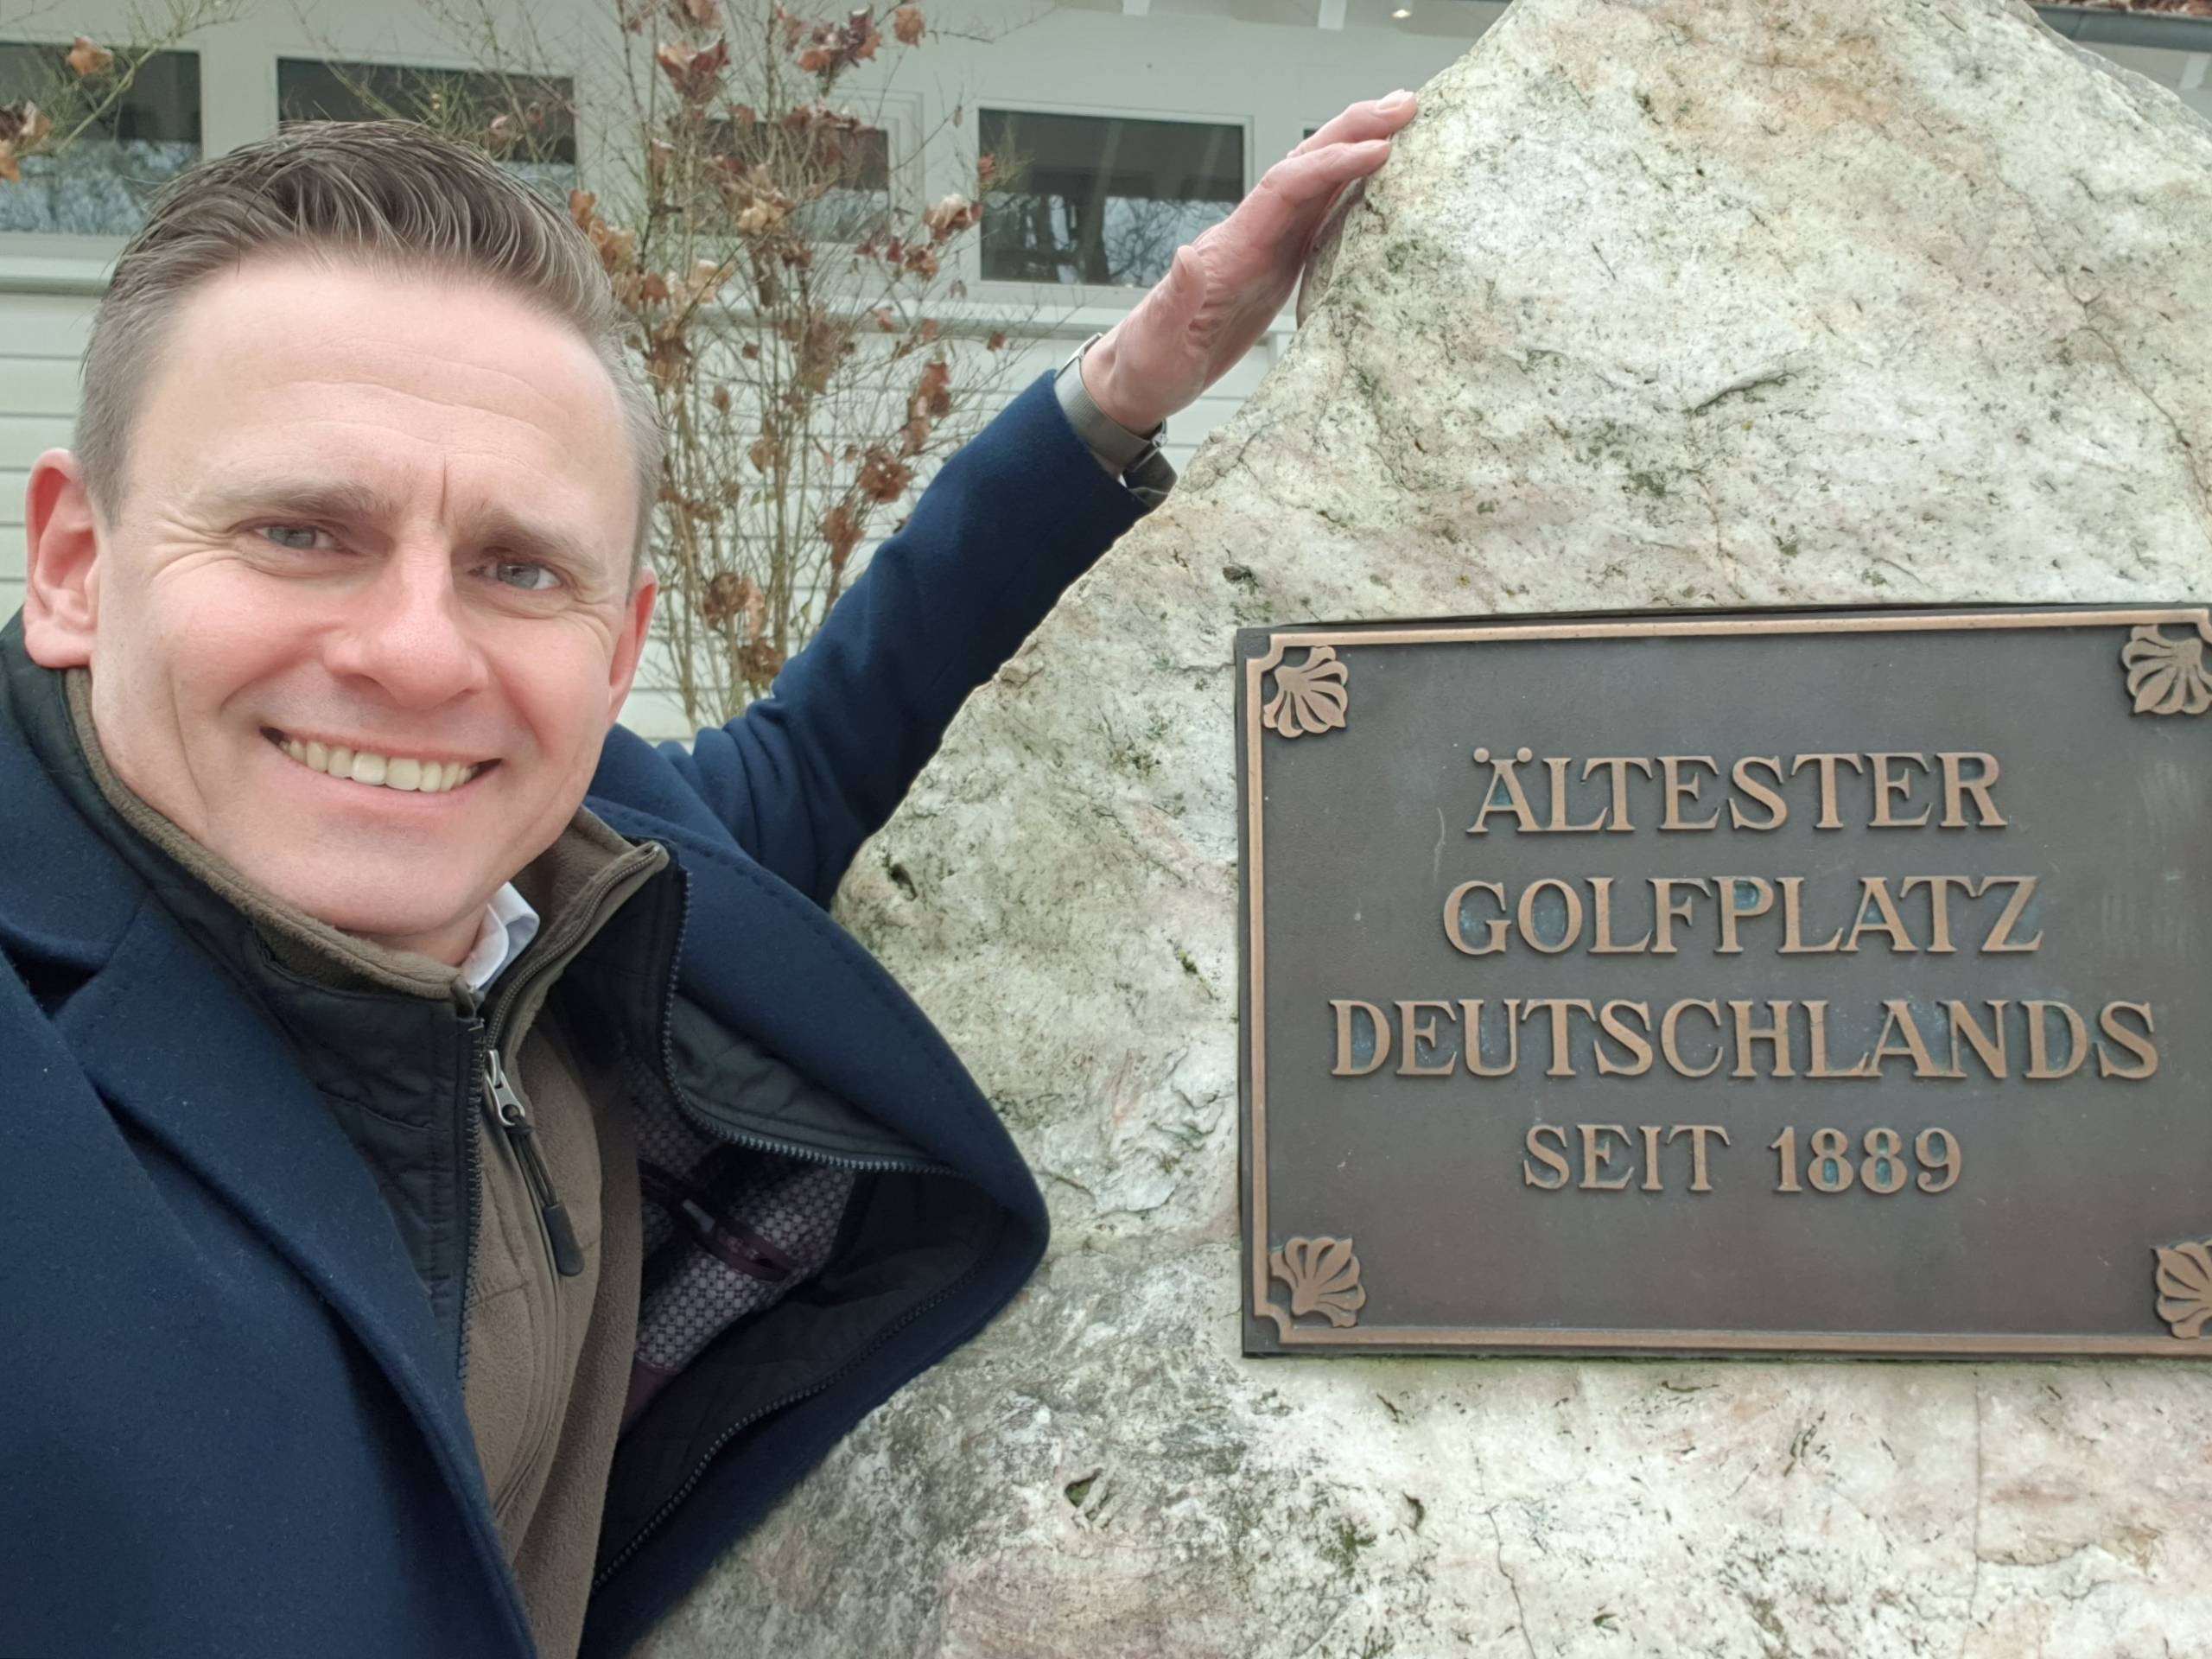 ÄLTESTER
GOLFPLATZ
DEUTSCHLANDS
SEIT 1889